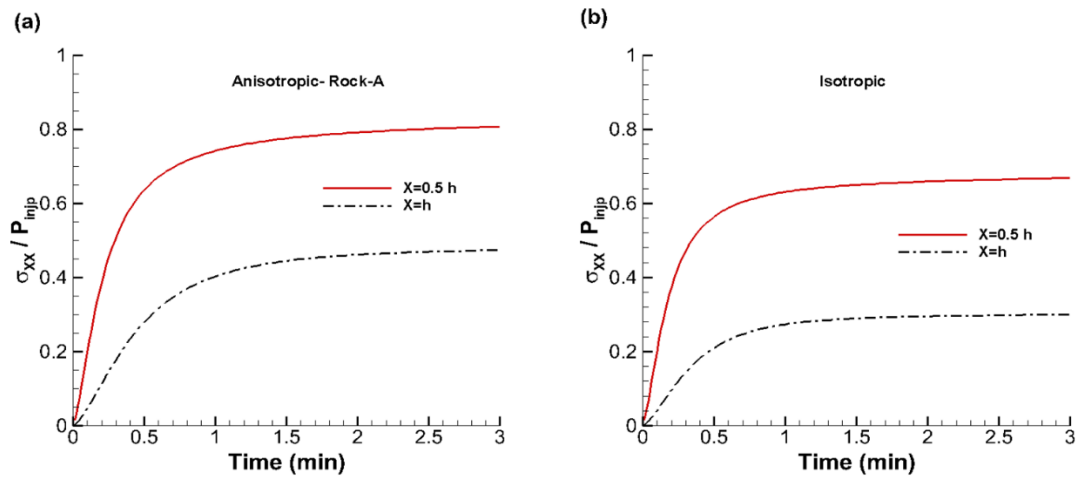 (a)
Anisotropic- Rock-A
1
0.8
0.6
0.4
0.2
0
σxx / Pinjp
X=0.5 h
X=h
0 0.5 1 1.5 2 2.5 3
Time (min)
(b)
Isotropic
1
0.8
0.6
0.4
0.2
0
σxx / Pinjp
X=0.5 h
X=h
0 0.5 1 1.5 2 2.5 3
Time (min)